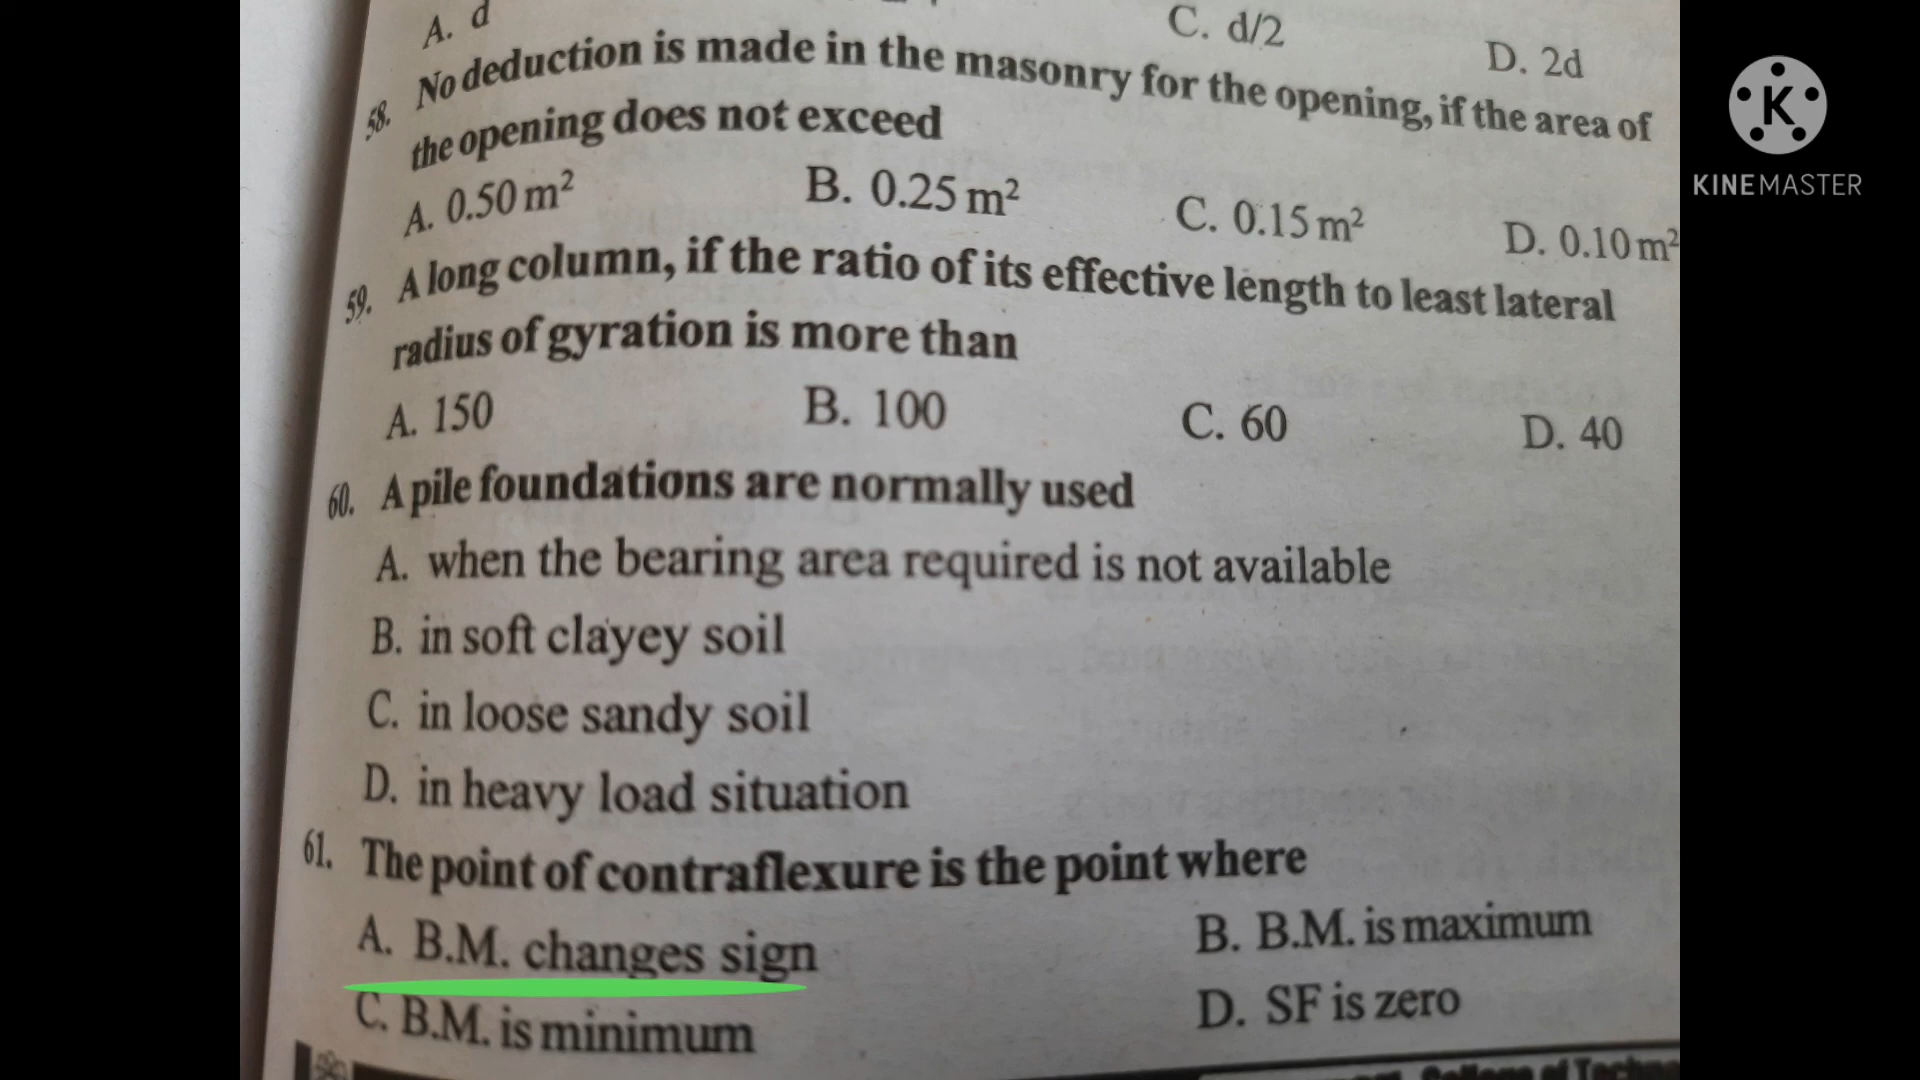 A. d
C. d/2
D. 2d
58. No deduction is made in the masonry for the opening, if the area of
the opening does not exceed
A. 0.50 m² B. 0.25 m² C. 0.15 m² D. 0.10 m²
59. A long column, if the ratio of its effective length to least lateral
radius of gyration is more than
A. 150 B. 100 C. 60 D. 40
60. A pile foundations are normally used
A. when the bearing area required is not available
B. in soft clayey soil
C. in loose sandy soil
D. in heavy load situation
61. The point of contraflexure is the point where
A. B.M. changes sign B. B.M. is maximum
C. B.M. is minimum D. SF is zero
College of
K
KINEMASTER